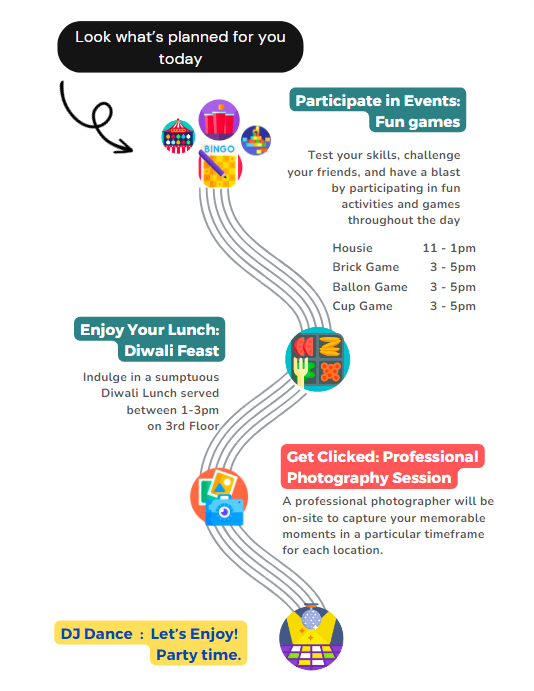 Look what's planned for you
today
Participate in Events:
Fun games
BINGO
Test your skills, challenge
your friends, and have a blast
by participating in fun
activities and games
throughout the day
Housie 11 - 1pm
Brick Game 3 - 5pm
Ballon Game 3 - 5pm
Cup Game 3 - 5pm
Enjoy Your Lunch:
Diwali Feast
Indulge in a sumptuous
Diwali Lunch served
between 1-3pm
on 3rd Floor
Get Clicked: Professional
Photography Session
A professional photographer will be
on-site to capture your memorable
moments in a particular timeframe
for each location.
DJ Dance : Let's Enjoy!
Party time.